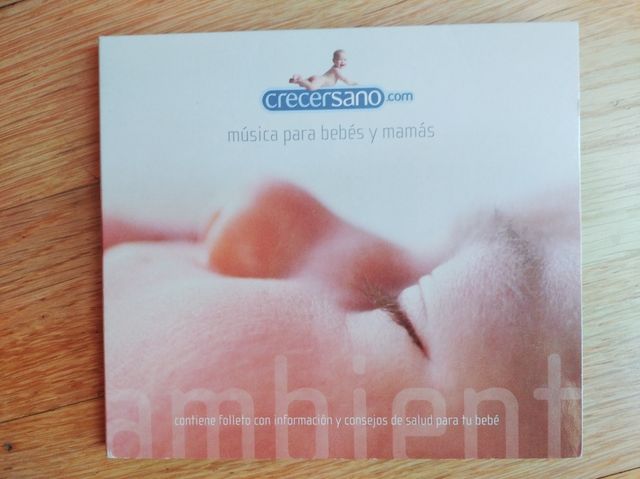 crecersano.com
música para bebés y mamás
ambient
contiene folleto con información y consejos de salud para tu bebé